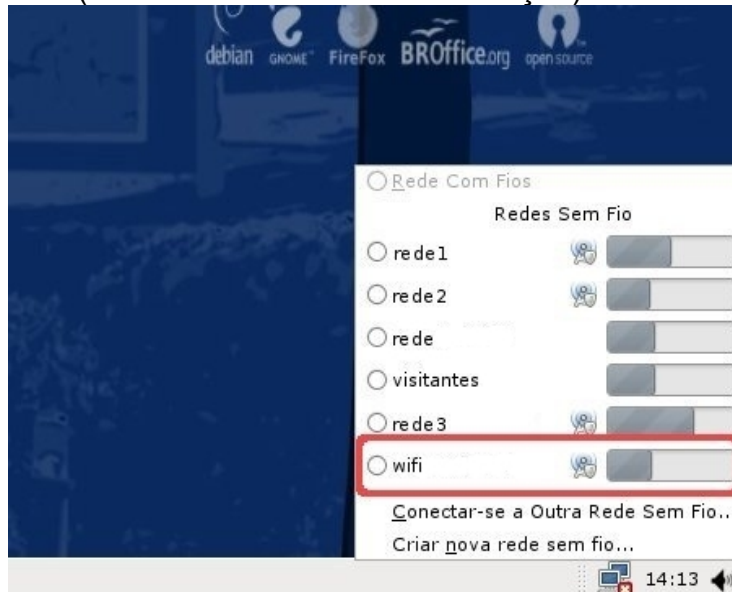 debian GNOME™ FireFox BROffice.org open source
Rede Com Fios
Redes Sem Fio
rede1
rede2
rede
visitantes
rede3
wifi
Conectar-se a Outra Rede Sem Fio..
Criar nova rede sem fio...
14:13